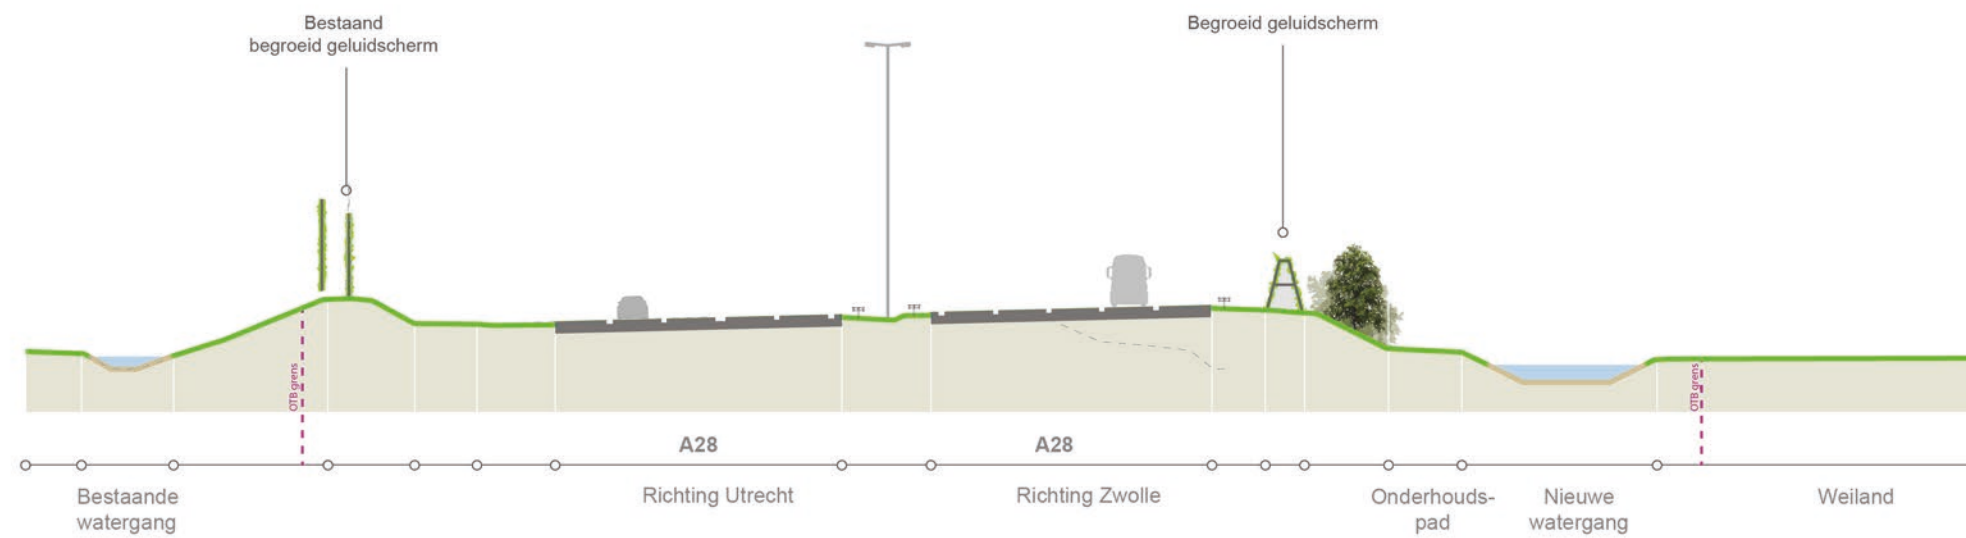 Bestaand
begroeid geluidscherm
Begroeid geluidscherm
OTB grens
OTB grens
A28
A28
Bestaande
watergang
Richting Utrecht
Richting Zwolle
Onderhouds-
pad
Nieuwe
watergang
Weiland